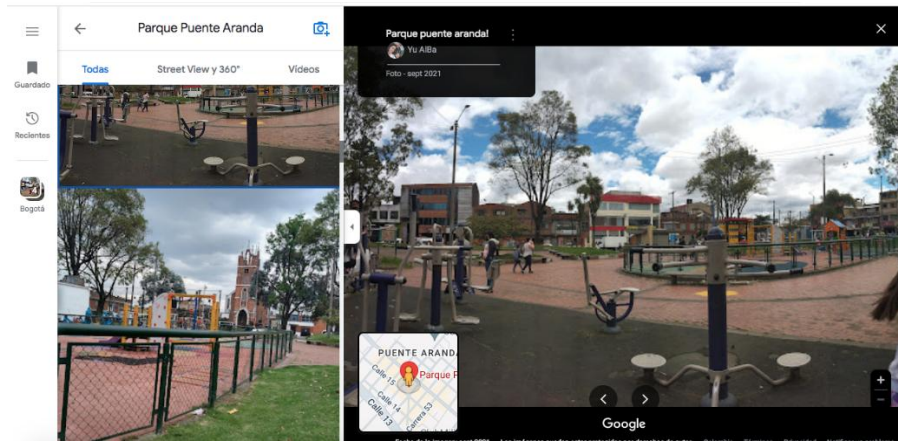 Guardado
Recientes
Bogotá
Parque Puente Aranda
Todas
Street View y 360°
Vídeos
Parque puente aranda!
Yu AlBa
Foto - sept 2021
PUENTE ARANDA
Parque P
Calle 15
Calle 14
Calle 13
Carrera 53
Google